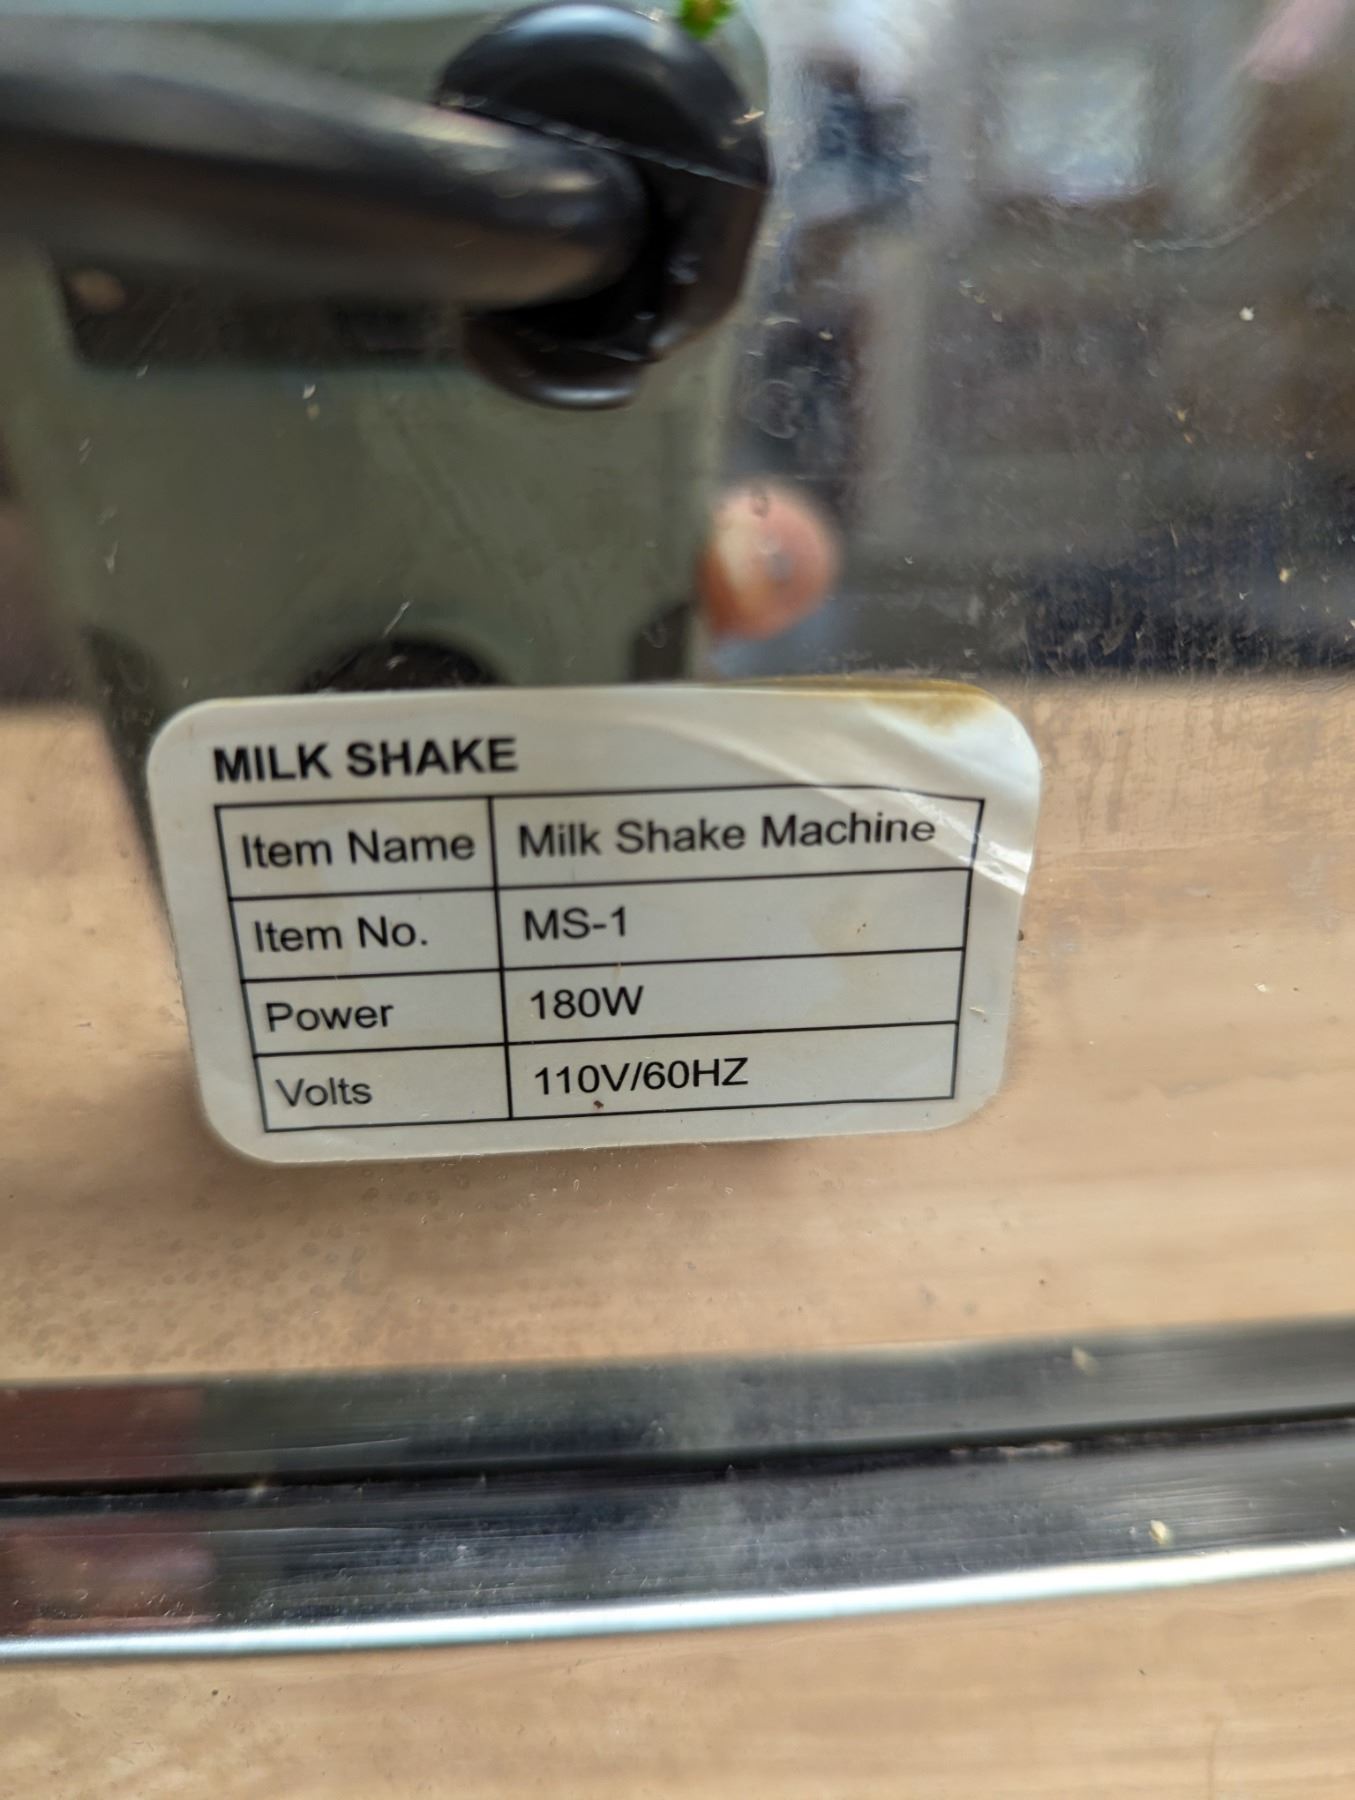 MILK SHAKE
Item Name Milk Shake Machine
Item No. MS-1
Power 180W
Volts 110V/60HZ